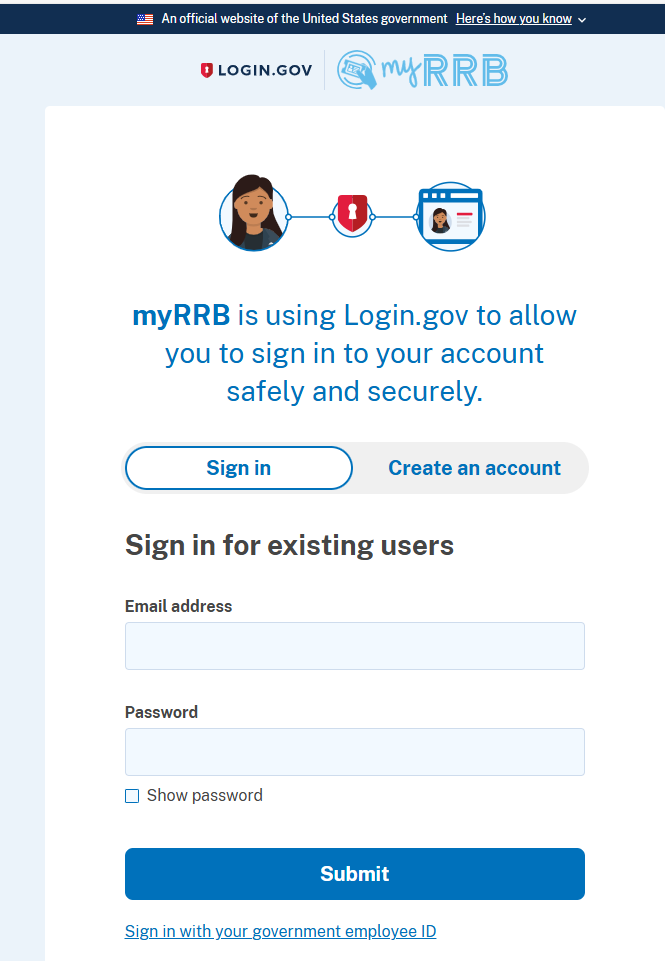 An official website of the United States government Here's how you know
LOGIN.GOV myRRB
myRRB is using Login.gov to allow
you to sign in to your account
safely and securely.
Sign in Create an account
Sign in for existing users
Email address
Password
Show password
Submit
Sign in with your government employee ID